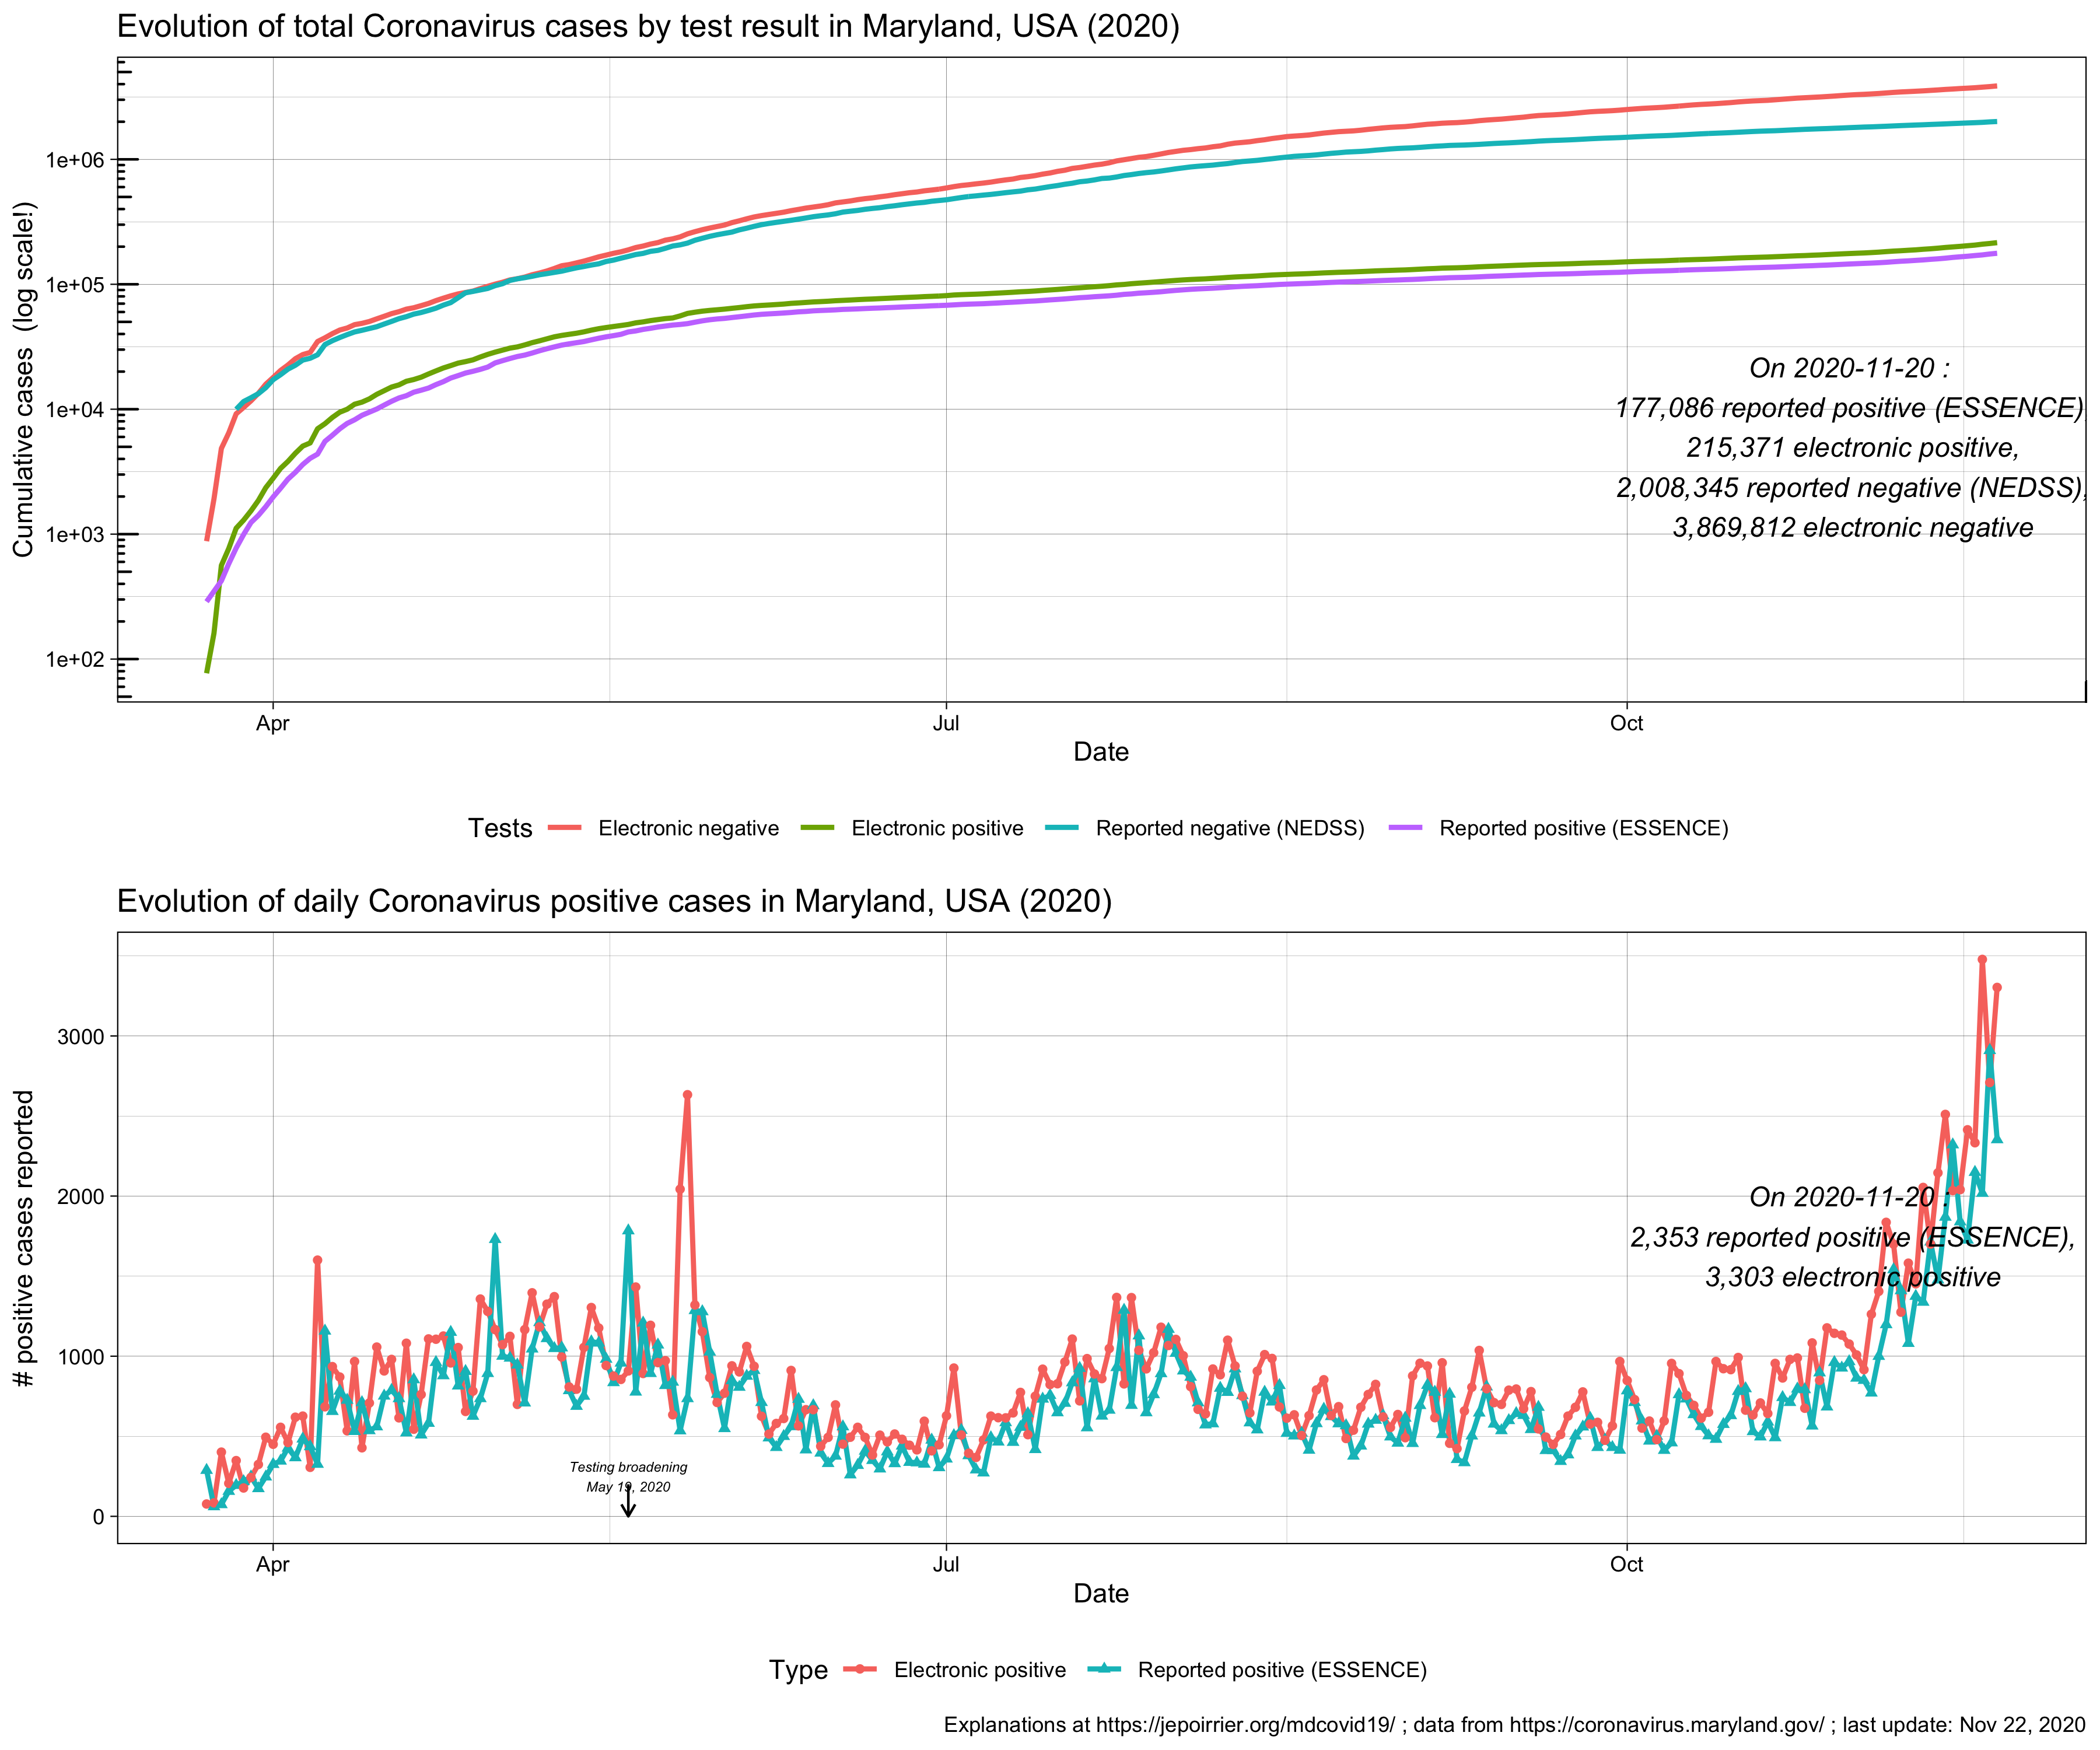 Evolution of total Coronavirus cases by test result in Maryland, USA (2020)
Cumulative cases (log scale!)
1e+06
1e+05
1e+04
1e+03
1e+02
On 2020-11-20 :
177,086 reported positive (ESSENCE)
215,371 electronic positive,
2,008,345 reported negative (NEDSS),
3,869,812 electronic negative
Apr Jul Oct
Date
Tests Electronic negative Electronic positive Reported negative (NEDSS) Reported positive (ESSENCE)
Evolution of daily Coronavirus positive cases in Maryland, USA (2020)
# positive cases reported
3000
2000
1000
0
On 2020-11-20 :
2,353 reported positive (ESSENCE),
3,303 electronic positive
Testing broadening
May 19, 2020
Apr Jul Oct
Date
Type Electronic positive Reported positive (ESSENCE)
Explanations at https://jepoirrier.org/mdcovid19/ ; data from https://coronavirus.maryland.gov/ ; last update: Nov 22, 2020